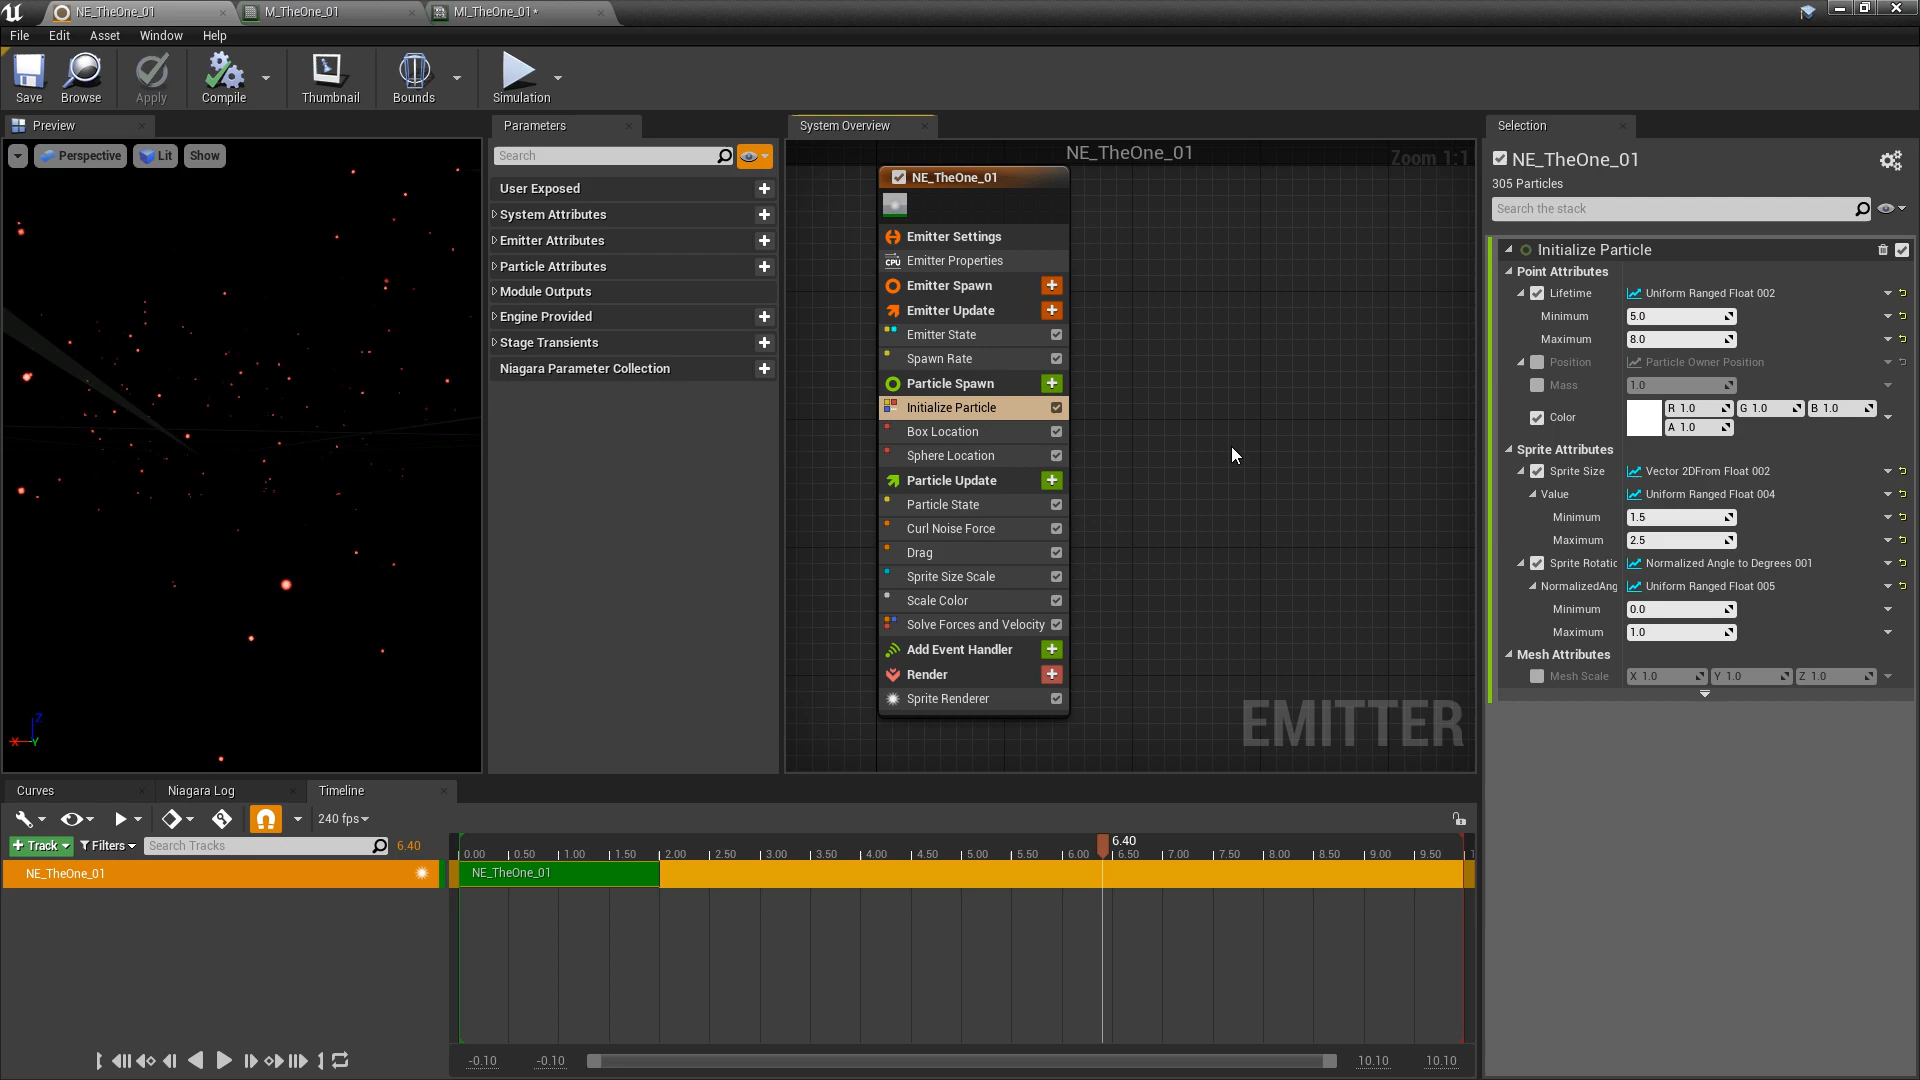 NE_TheOne_01
M_TheOne_01
MI_TheOne_01*
File Edit Asset Window Help
Save
Browse
Apply
Compile
Thumbnail
Bounds
Simulation
Preview
Perspective
Lit
Show
Parameters
Search
User Exposed
System Attributes
Emitter Attributes
Particle Attributes
Module Outputs
Engine Provided
Stage Transients
Niagara Parameter Collection
System Overview
NE_TheOne_01
Zoom 1:1
NE_TheOne_01
Emitter Settings
CPU Emitter Properties
Emitter Spawn
Emitter Update
Emitter State
Spawn Rate
Particle Spawn
Initialize Particle
Box Location
Sphere Location
Particle Update
Particle State
Curl Noise Force
Drag
Sprite Size Scale
Scale Color
Solve Forces and Velocity
Add Event Handler
Render
Sprite Renderer
EMITTER
Selection
NE_TheOne_01
305 Particles
Search the stack
Initialize Particle
Point Attributes
Lifetime Uniform Ranged Float 002
Minimum 5.0
Maximum 8.0
Position Particle Owner Position
Mass 1.0
Color R 1.0 G 1.0 B 1.0
A 1.0
Sprite Attributes
Sprite Size Vector 2DFrom Float 002
Value Uniform Ranged Float 004
Minimum 1.5
Maximum 2.5
Sprite Rotatic Normalized Angle to Degrees 001
NormalizedAng Uniform Ranged Float 005
Minimum 0.0
Maximum 1.0
Mesh Attributes
Mesh Scale X 1.0 Y 1.0 Z 1.0
Z
X Y
Curves
Niagara Log
Timeline
240 fps
+ Track Filters Search Tracks 6.40
6.40
0.00 0.50 1.00 1.50 2.00 2.50 3.00 3.50 4.00 4.50 5.00 5.50 6.00 6.50 7.00 7.50 8.00 8.50 9.00 9.50 1
NE_TheOne_01
NE_TheOne_01
-0.10 -0.10 10.10 10.10